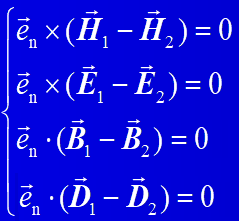 e⃗ₙ × (H⃗₁ − H⃗₂) = 0
e⃗ₙ × (E⃗₁ − E⃗₂) = 0
e⃗ₙ · (B⃗₁ − B⃗₂) = 0
e⃗ₙ · (D⃗₁ − D⃗₂) = 0